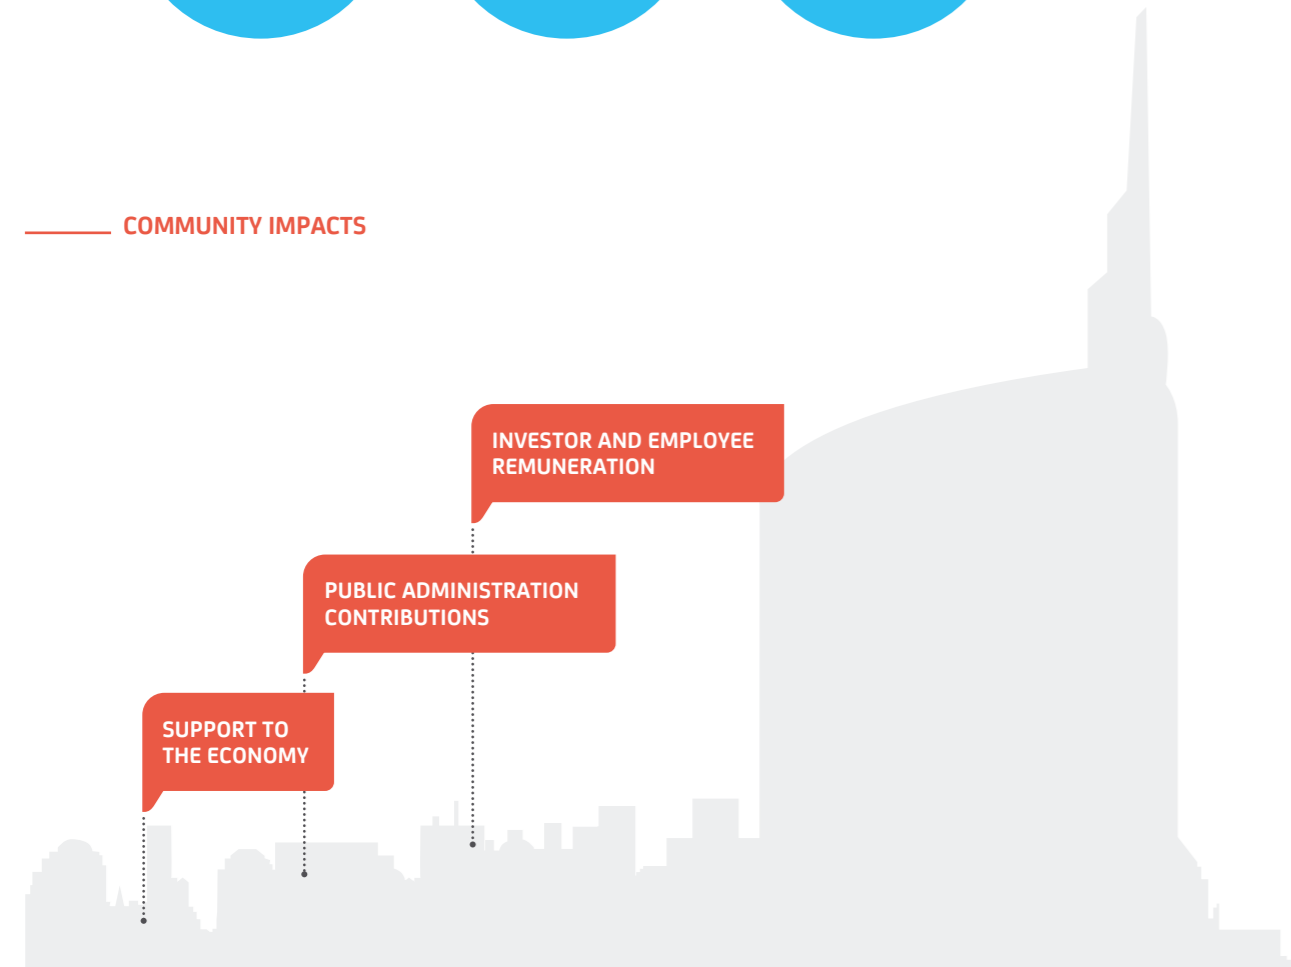 COMMUNITY IMPACTS
INVESTOR AND EMPLOYEE
REMUNERATION
PUBLIC ADMINISTRATION
CONTRIBUTIONS
SUPPORT TO
THE ECONOMY